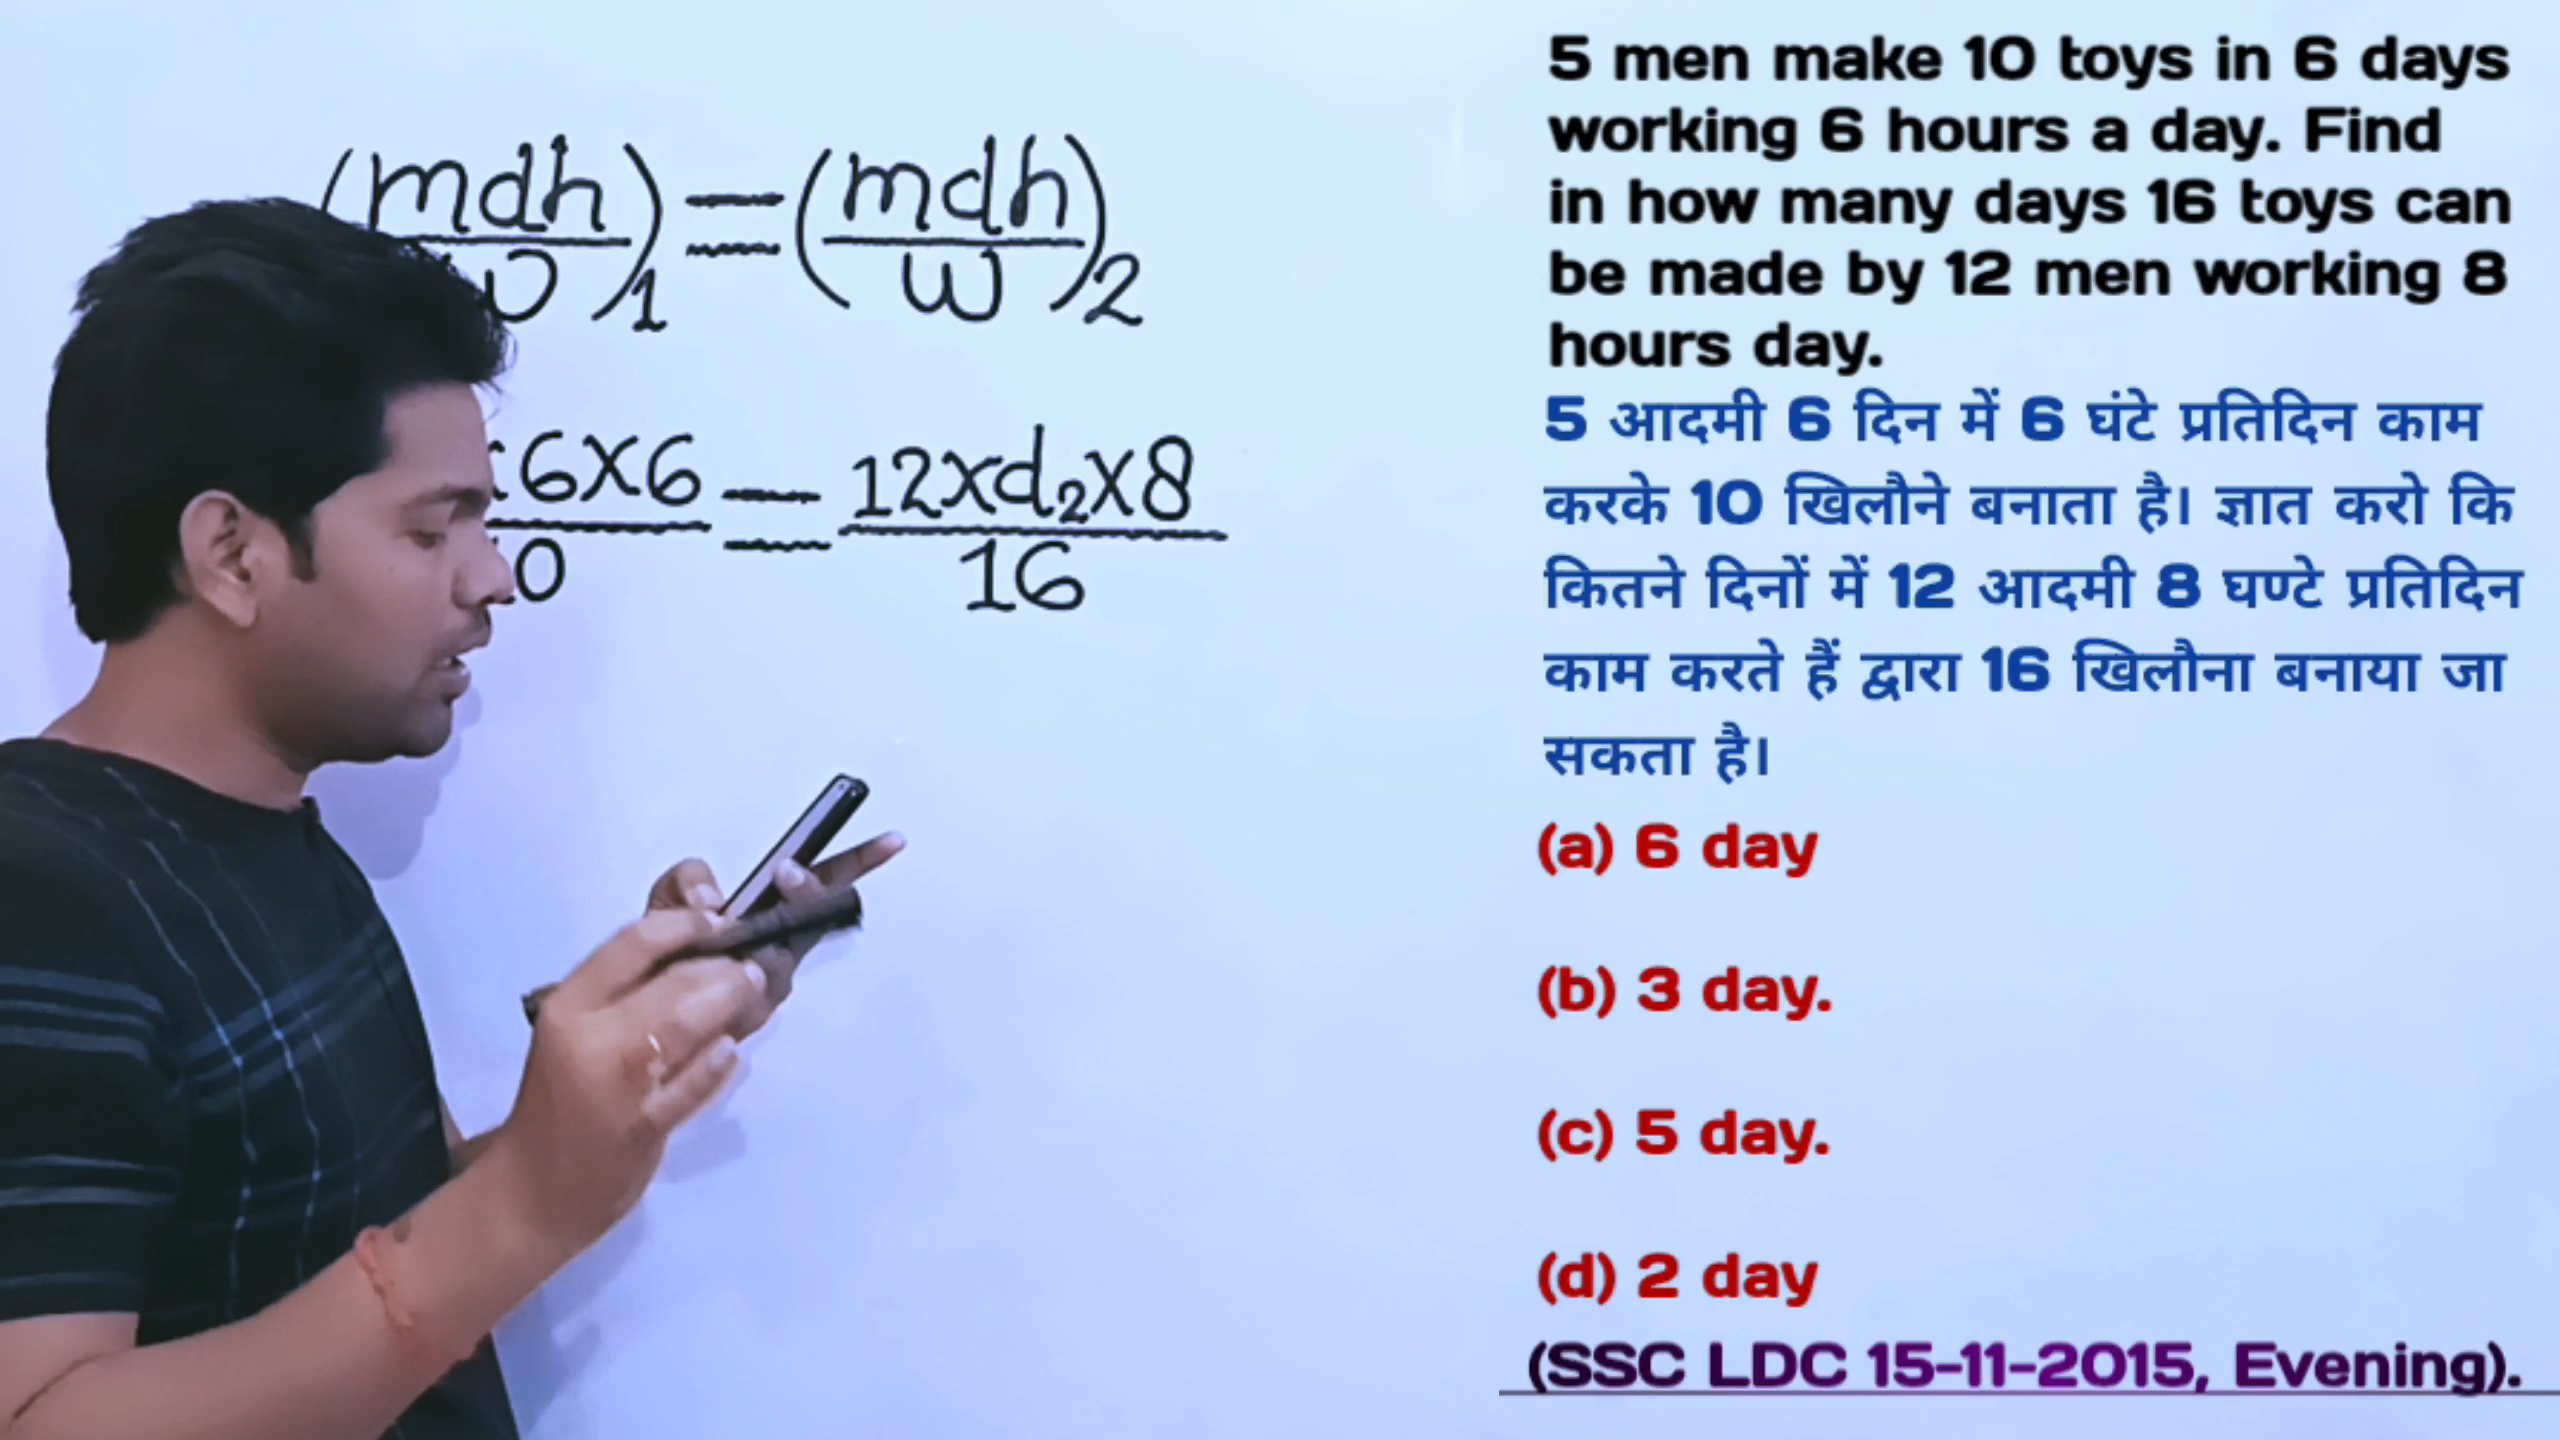 (mdh)1 = (mdh)2
w w
6X6 = 12xd₂x8
0 16
5 men make 10 toys in 6 days
working 6 hours a day. Find
in how many days 16 toys can
be made by 12 men working 8
hours day.
5 आदमी 6 दिन में 6 घंटे प्रतिदिन काम
करके 10 खिलौने बनाता है। ज्ञात करो कि
कितने दिनों में 12 आदमी 8 घण्टे प्रतिदिन
काम करते हैं द्वारा 16 खिलौना बनाया जा
सकता है।
(a) 6 day
(b) 3 day.
(c) 5 day.
(d) 2 day
(SSC LDC 15-11-2015, Evening).